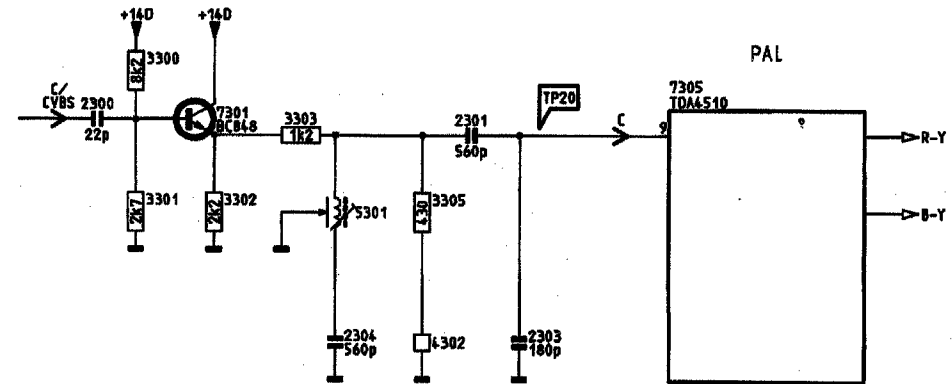 +14D
+14D
3300
8k2
C/
CVBS
2300
22p
7301
BC848
3303
1k2
3301
2k7
3302
2k2
5301
2304
560p
3305
430
4302
2301
560p
TP20
2303
180p
C
PAL
7305
TDA4510
9
R-Y
B-Y